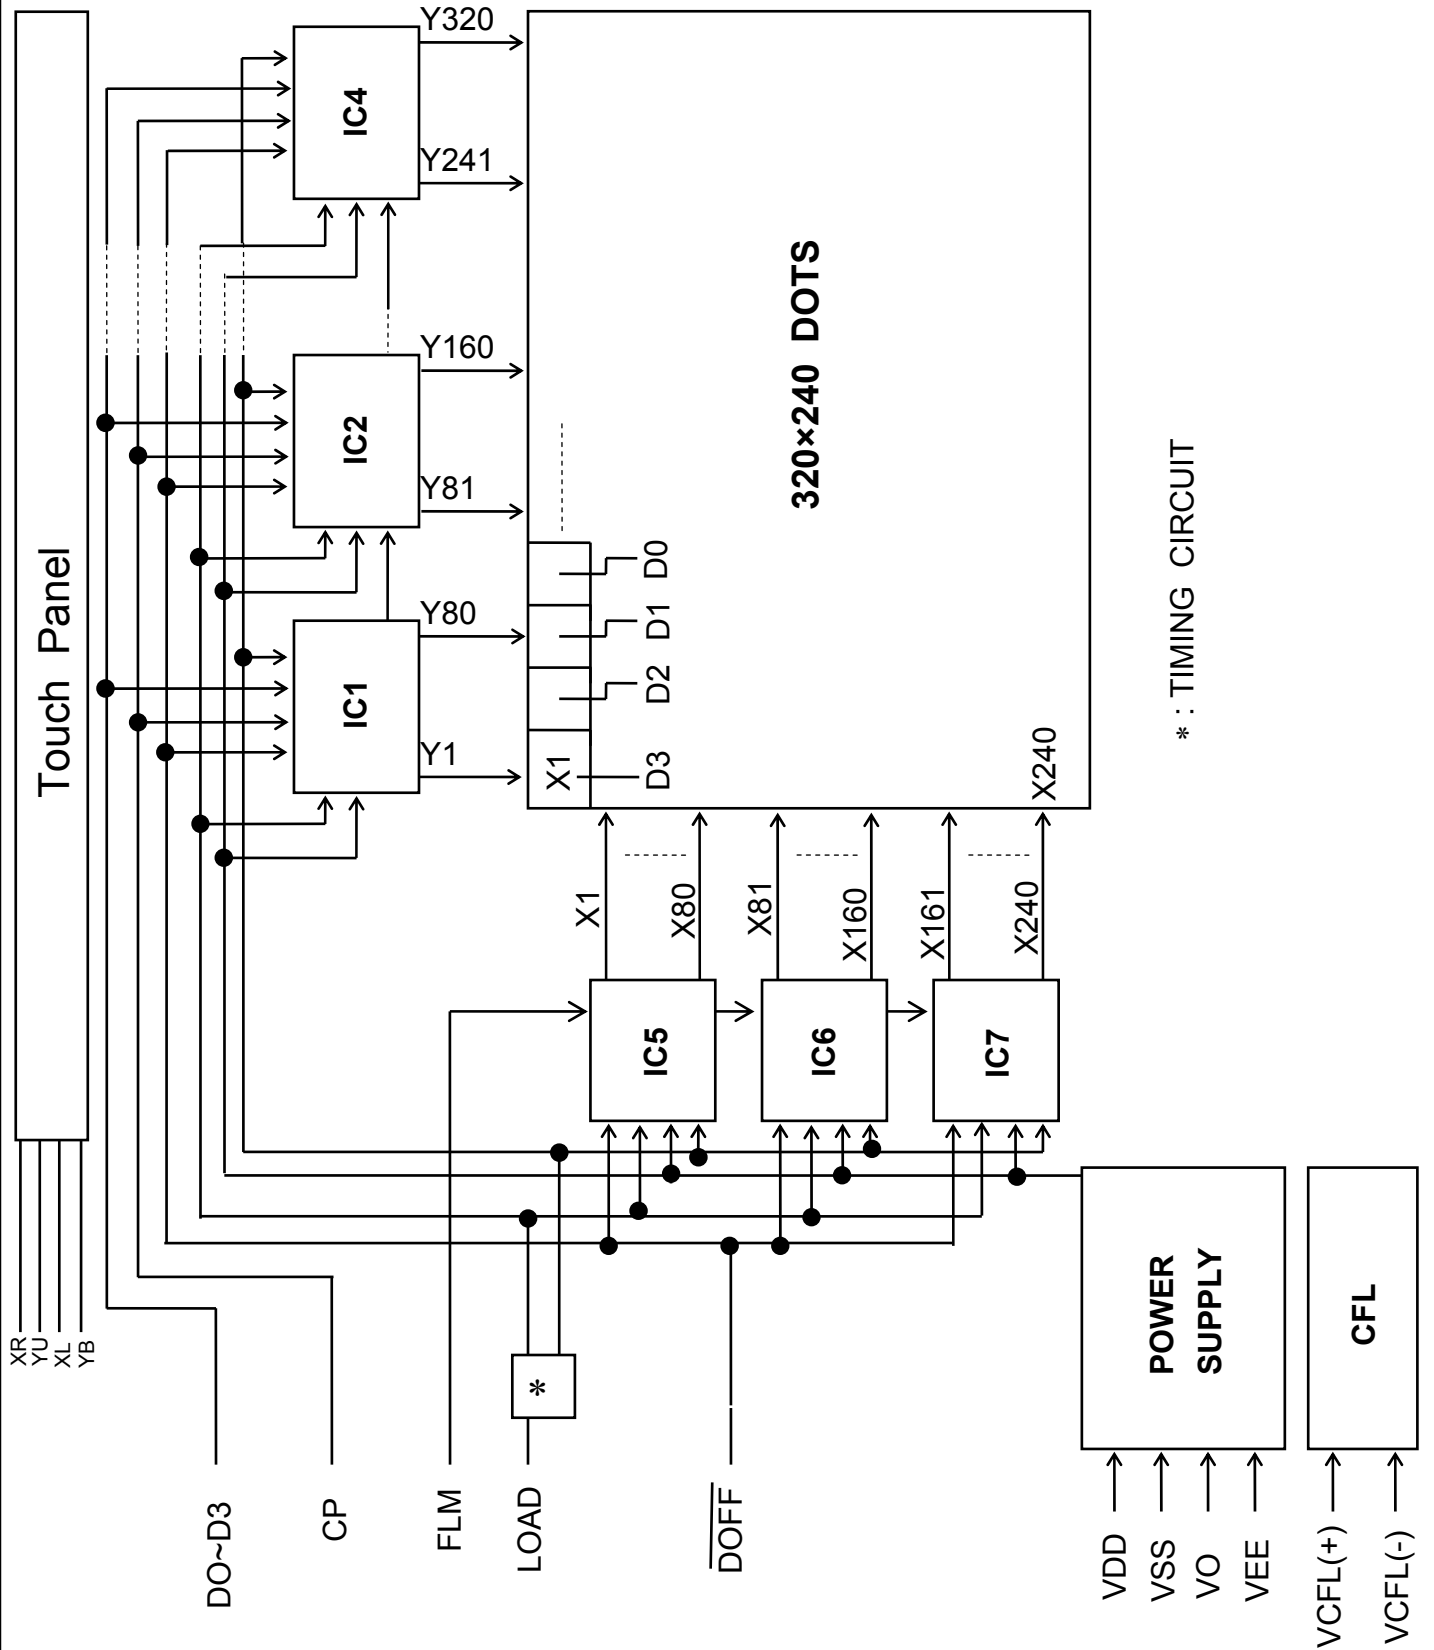 Touch Panel
XR
YU
XL
YB
DO~D3
CP
FLM
LOAD
*
DOFF
IC1
IC2
IC4
Y1
Y80
Y81
Y160
Y241
Y320
X1
D3
D2
D1
D0
320×240 DOTS
X240
X1
X80
X81
X160
X161
X240
IC5
IC6
IC7
* : TIMING CIRCUIT
VDD
VSS
VO
VEE
POWER
SUPPLY
VCFL(+)
VCFL(-)
CFL